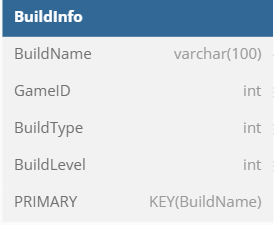 BuildInfo
BuildName varchar(100)
GameID int
BuildType int
BuildLevel int
PRIMARY KEY(BuildName)